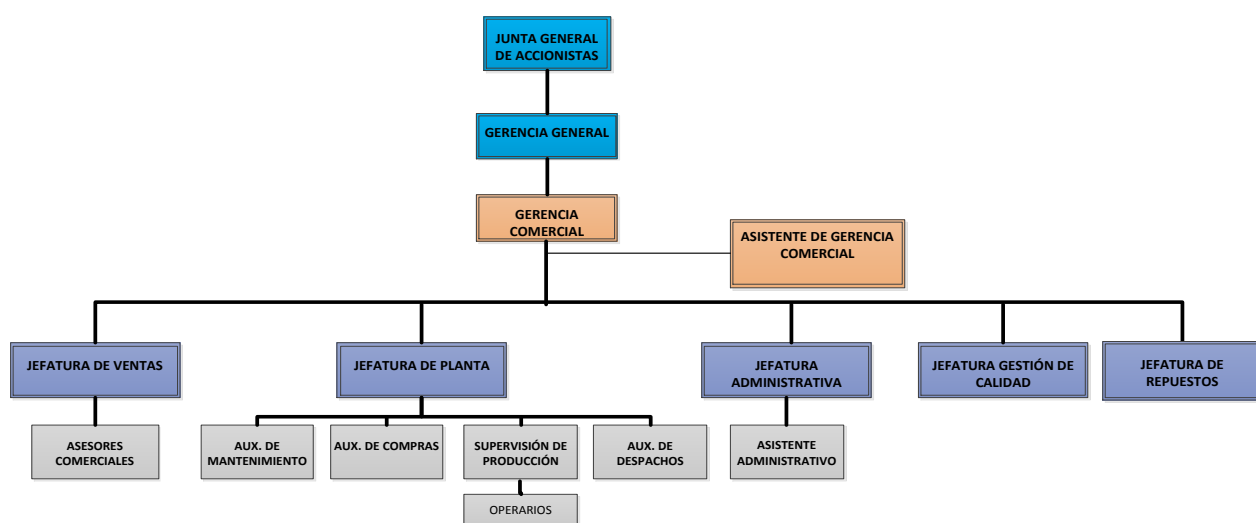 JUNTA GENERAL
DE ACCIONISTAS
GERENCIA GENERAL
GERENCIA
COMERCIAL
ASISTENTE DE GERENCIA
COMERCIAL
JEFATURA DE VENTAS
JEFATURA DE PLANTA
JEFATURA
ADMINISTRATIVA
JEFATURA GESTIÓN DE
CALIDAD
JEFATURA DE
REPUESTOS
ASESORES
COMERCIALES
AUX. DE
MANTENIMIENTO
AUX. DE COMPRAS
SUPERVISIÓN DE
PRODUCCIÓN
AUX. DE
DESPACHOS
ASISTENTE
ADMINISTRATIVO
OPERARIOS